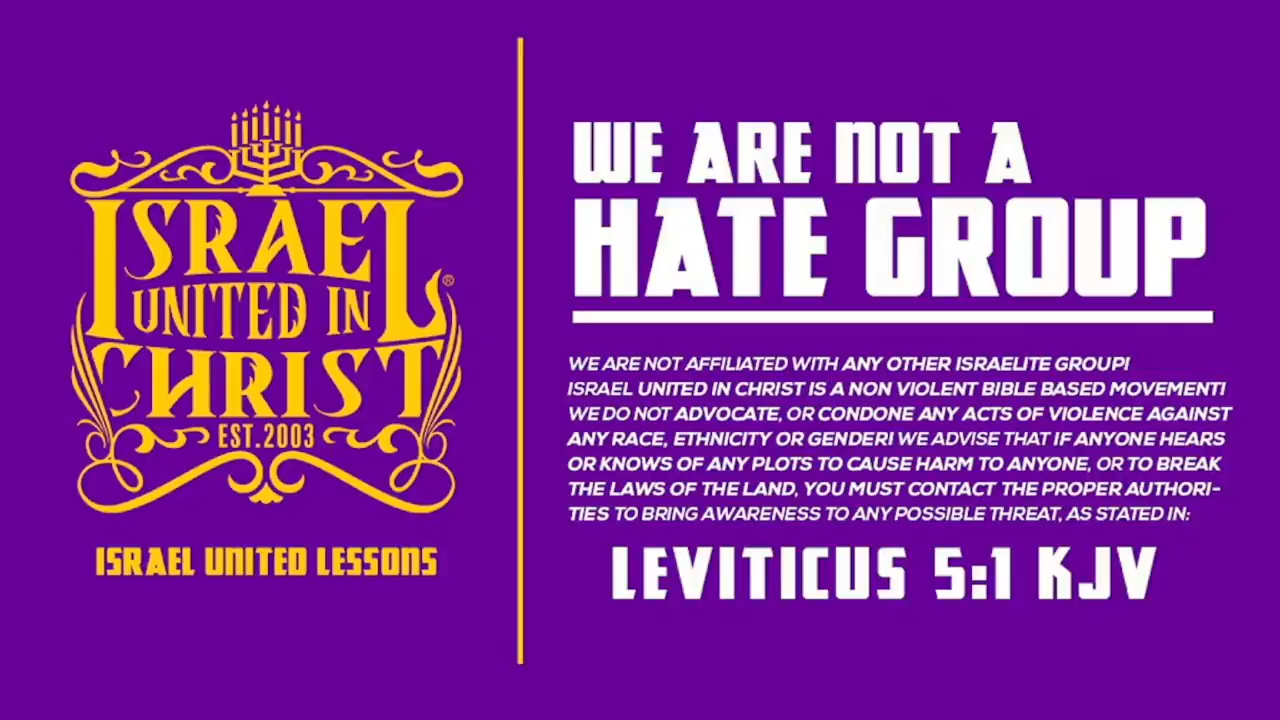 ISRAEL
UNITED IN
CHRIST
®
EST. 2003
ISRAEL UNITED LESSONS
WE ARE NOT A
HATE GROUP
WE ARE NOT AFFILIATED WITH ANY OTHER ISRAELITE GROUP!
ISRAEL UNITED IN CHRIST IS A NON VIOLENT BIBLE BASED MOVEMENT!
WE DO NOT ADVOCATE, OR CONDONE ANY ACTS OF VIOLENCE AGAINST
ANY RACE, ETHNICITY OR GENDER! WE ADVISE THAT IF ANYONE HEARS
OR KNOWS OF ANY PLOTS TO CAUSE HARM TO ANYONE, OR TO BREAK
THE LAWS OF THE LAND, YOU MUST CONTACT THE PROPER AUTHORI-
TIES TO BRING AWARENESS TO ANY POSSIBLE THREAT, AS STATED IN:
LEVITICUS 5:1 KJV